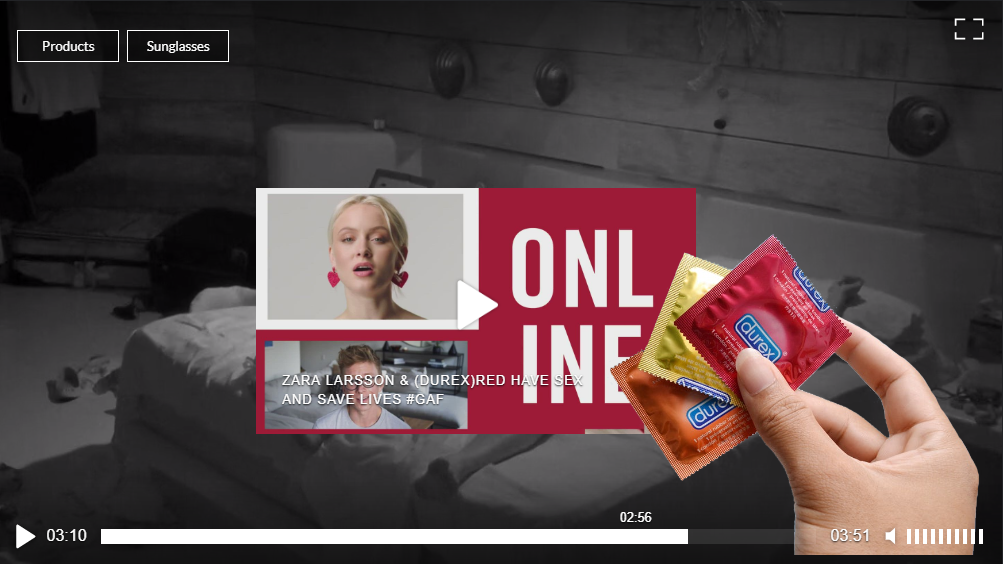 Products
Sunglasses
ONL
INE
durex
durex
durex
ZARA LARSSON & (DUREX)RED HAVE SEX
AND SAVE LIVES #GAF
02:56
03:10
03:51